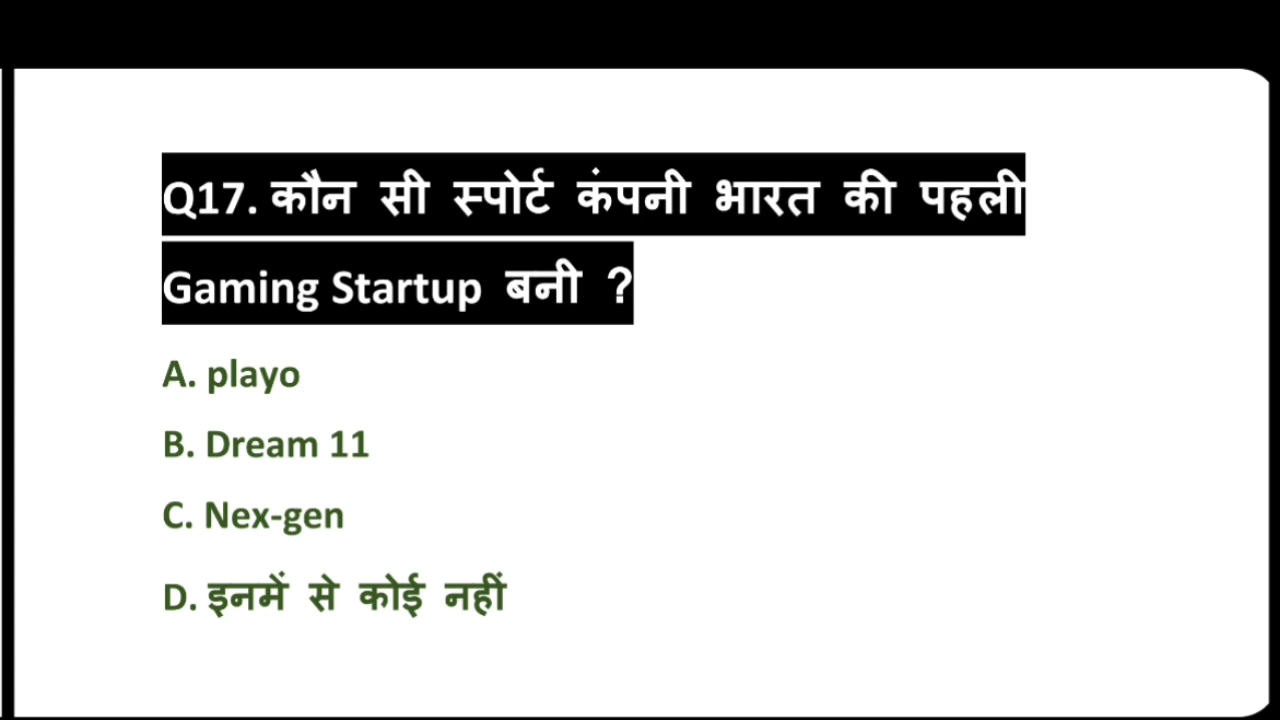 Q17. कौन सी स्पोर्ट कंपनी भारत की पहली
Gaming Startup बनी ?
A. playo
B. Dream 11
C. Nex-gen
D. इनमें से कोई नहीं